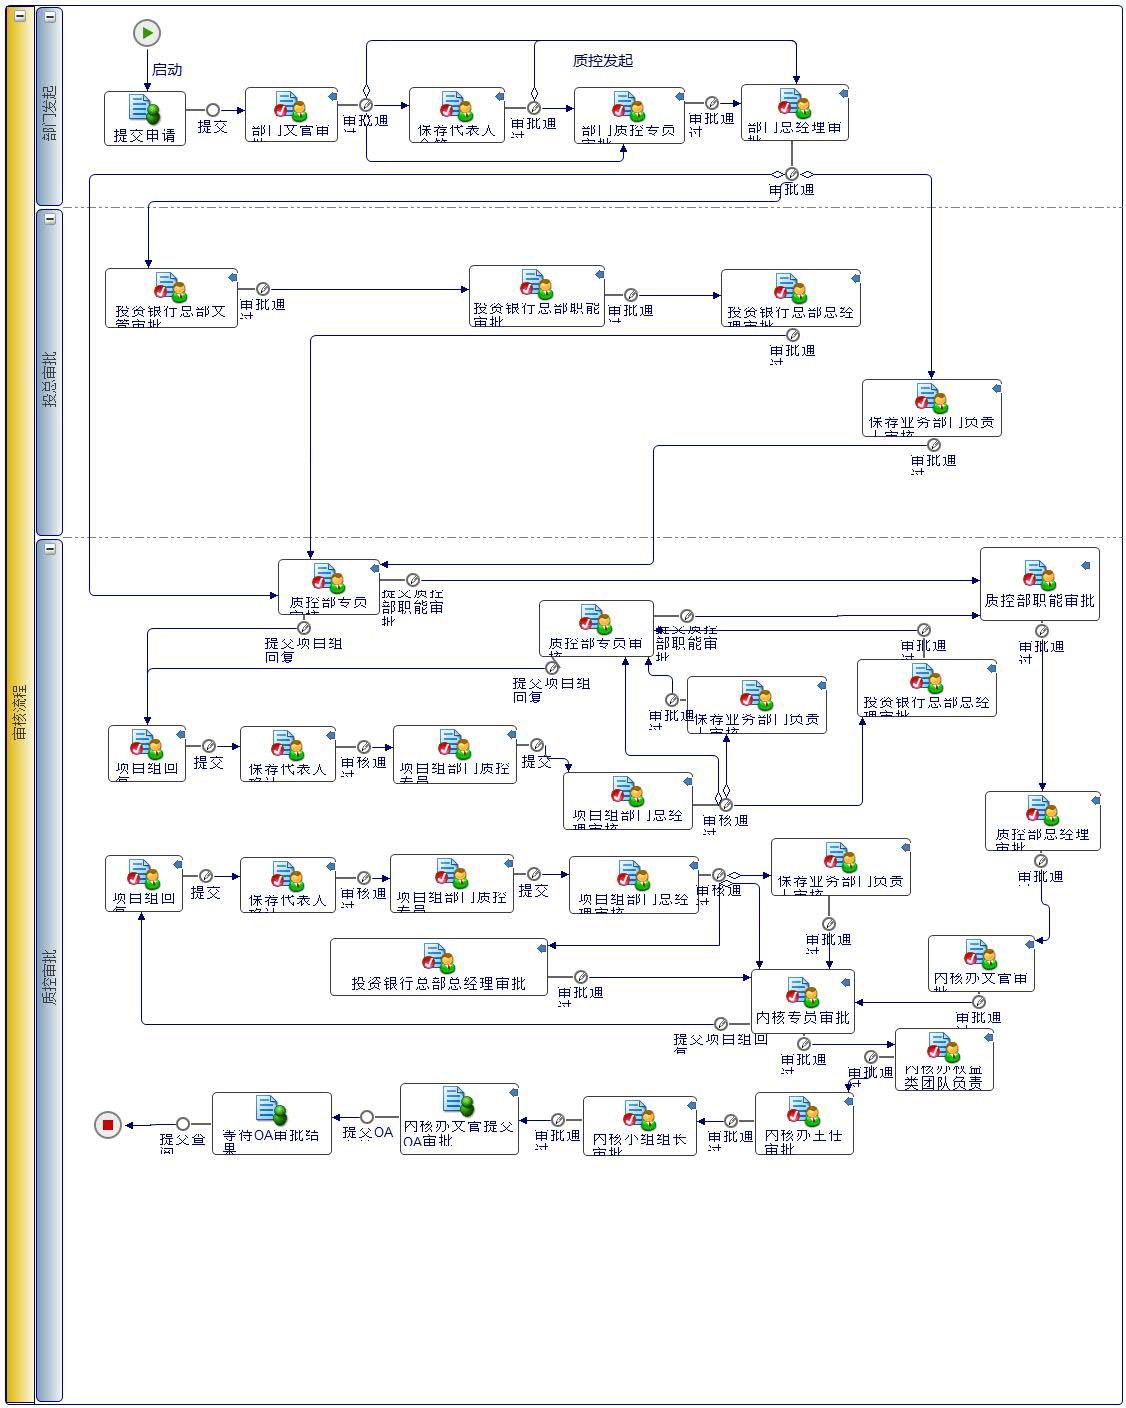 审核流程
部门发起
启动
质控发起
提交申请
提交
部门文管审
审批通
过
保荐代表人
审批通
过
部门质控专员
审批
审批通
过
部门总经理审
批
审批通
投总审批
投资银行总部文
管审批
审批通
过
投资银行总部职能
审批
审批通
过
投资银行总部总经
理审批
审批通
过
保荐业务部门负责
人审核
审批通
过
质控审批
质控部专员
审核
提交质控
部职能审
批
提交项目组
回复
质控部专员审
核
提交质控
部职能审
批
提交项目组
回复
质控部职能审批
审批通
过
审批通
过
投资银行总部总经
理审批
审批通
保荐业务部门负责
人审核
项目组回
复
提交
保荐代表人
确认
审核通
过
项目组部门质控
专员
提交
项目组部门总经
理审核
审核通
过
质控部总经理
审批
审批通
过
项目组回
复
提交
保荐代表人
确认
审核通
过
项目组部门质控
专员
提交
项目组部门总经
理审核
审核通
过
保荐业务部门负责
人审核
审批通
过
投资银行总部总经理审批
审批通
过
内核办文管审
批
审批通
过
内核专员审批
提交项目组回
复
审批通
过
内核办权益
类团队负责
审批通
过
内核办主任
审批
审批通
过
内核小组组长
审批
审批通
过
内核办文管提交
OA审批
提交OA
等待OA审批结
果
提交查
阅